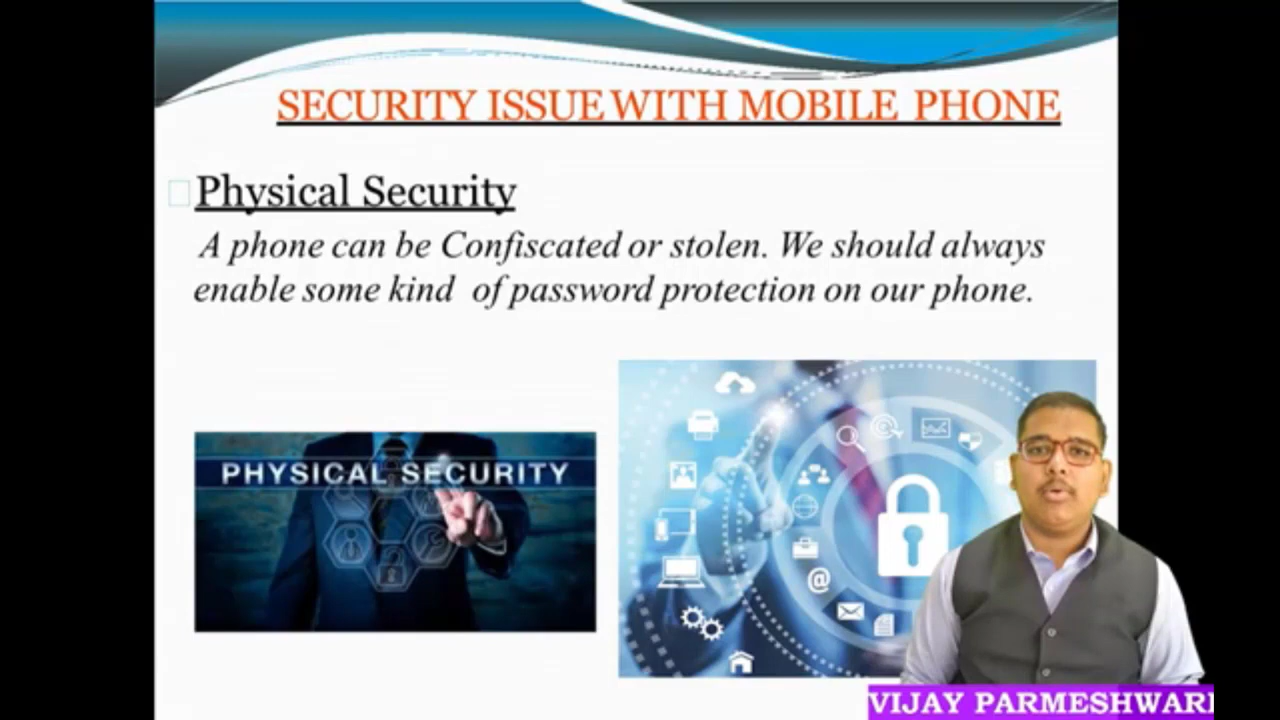 SECURITY ISSUE WITH MOBILE PHONE
Physical Security
A phone can be Confiscated or stolen. We should always
enable some kind of password protection on our phone.
PHYSICAL SECURITY
@
VIJAY PARMESHWARI